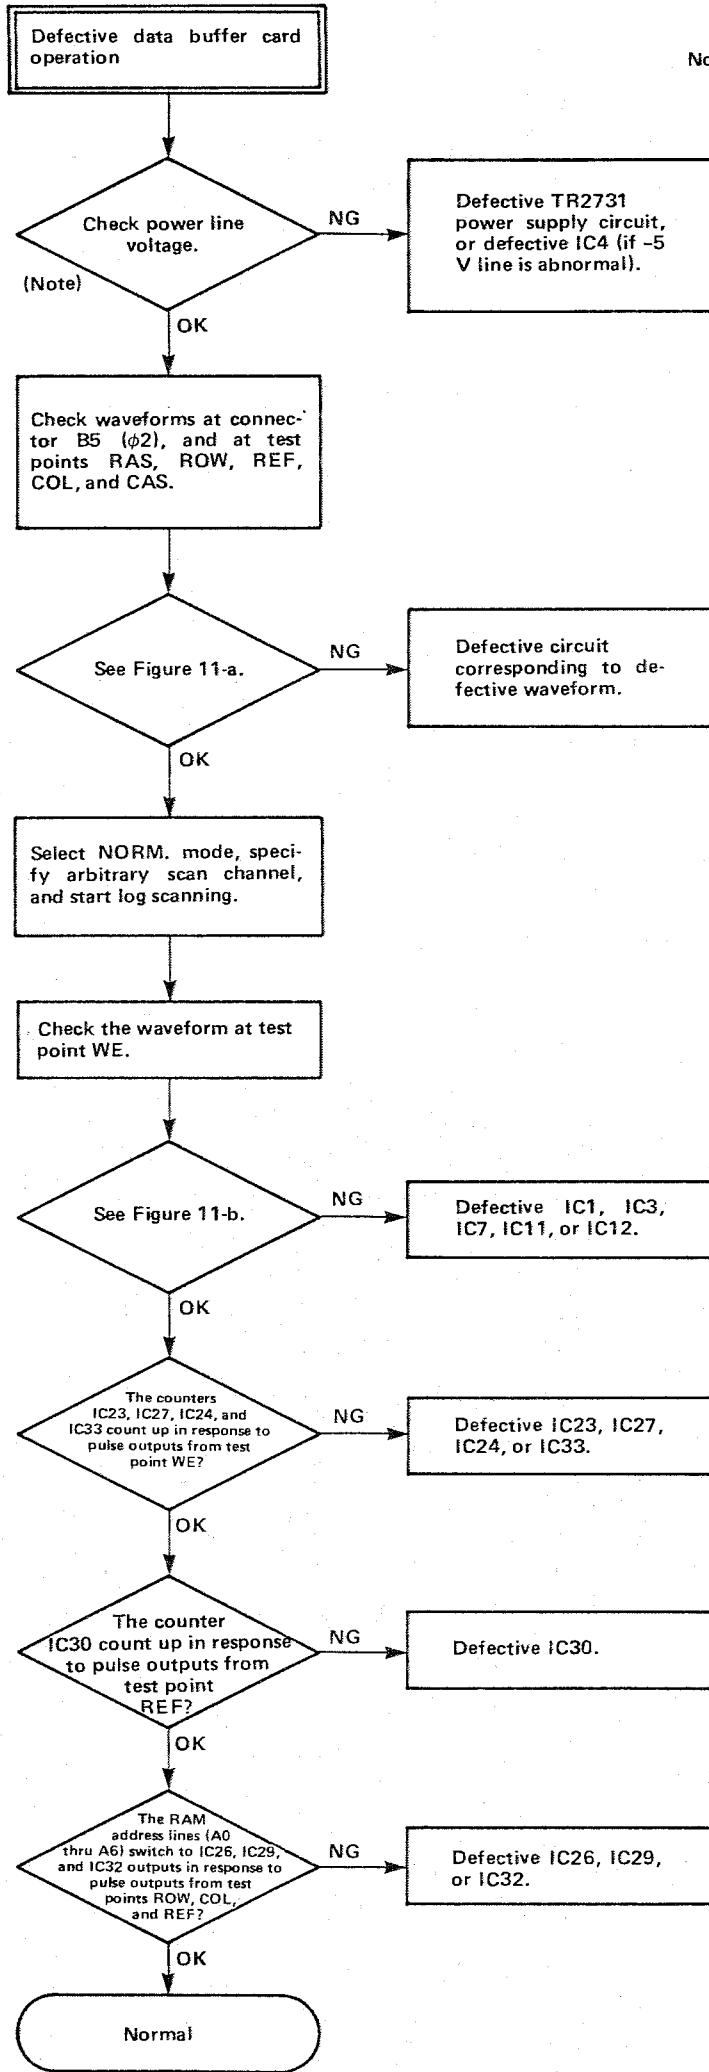 Defective data buffer card
operation
No
Check power line
voltage.
(Note)
NG
Defective TR2731
power supply circuit,
or defective IC4 (if -5
V line is abnormal).
OK
Check waveforms at connec-
tor B5 (φ2), and at test
points RAS, ROW, REF,
COL, and CAS.
See Figure 11-a.
NG
Defective circuit
corresponding to de-
fective waveform.
OK
Select NORM. mode, speci-
fy arbitrary scan channel,
and start log scanning.
Check the waveform at test
point WE.
See Figure 11-b.
NG
Defective IC1, IC3,
IC7, IC11, or IC12.
OK
The counters
IC23, IC27, IC24, and
IC33 count up in response to
pulse outputs from test
point WE?
NG
Defective IC23, IC27,
IC24, or IC33.
OK
The counter
IC30 count up in response
to pulse outputs from
test point
REF?
NG
Defective IC30.
OK
The RAM
address lines (A0
thru A6) switch to IC26, IC29,
and IC32 outputs in response to
pulse outputs from test
points ROW, COL,
and REF?
NG
Defective IC26, IC29,
or IC32.
OK
Normal